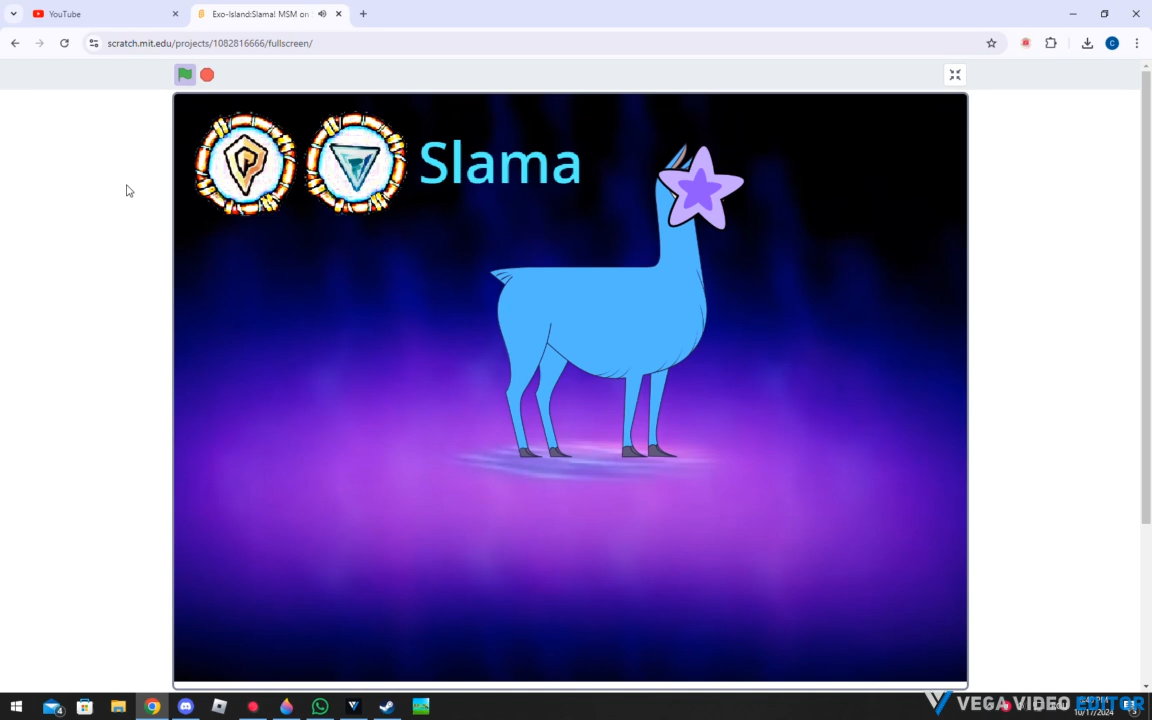 YouTube
Exo-Island:Slama! MSM on
scratch.mit.edu/projects/1082816666/fullscreen/
C
Slama
4
VEGA VIDEO EDITOR
10/17/2024